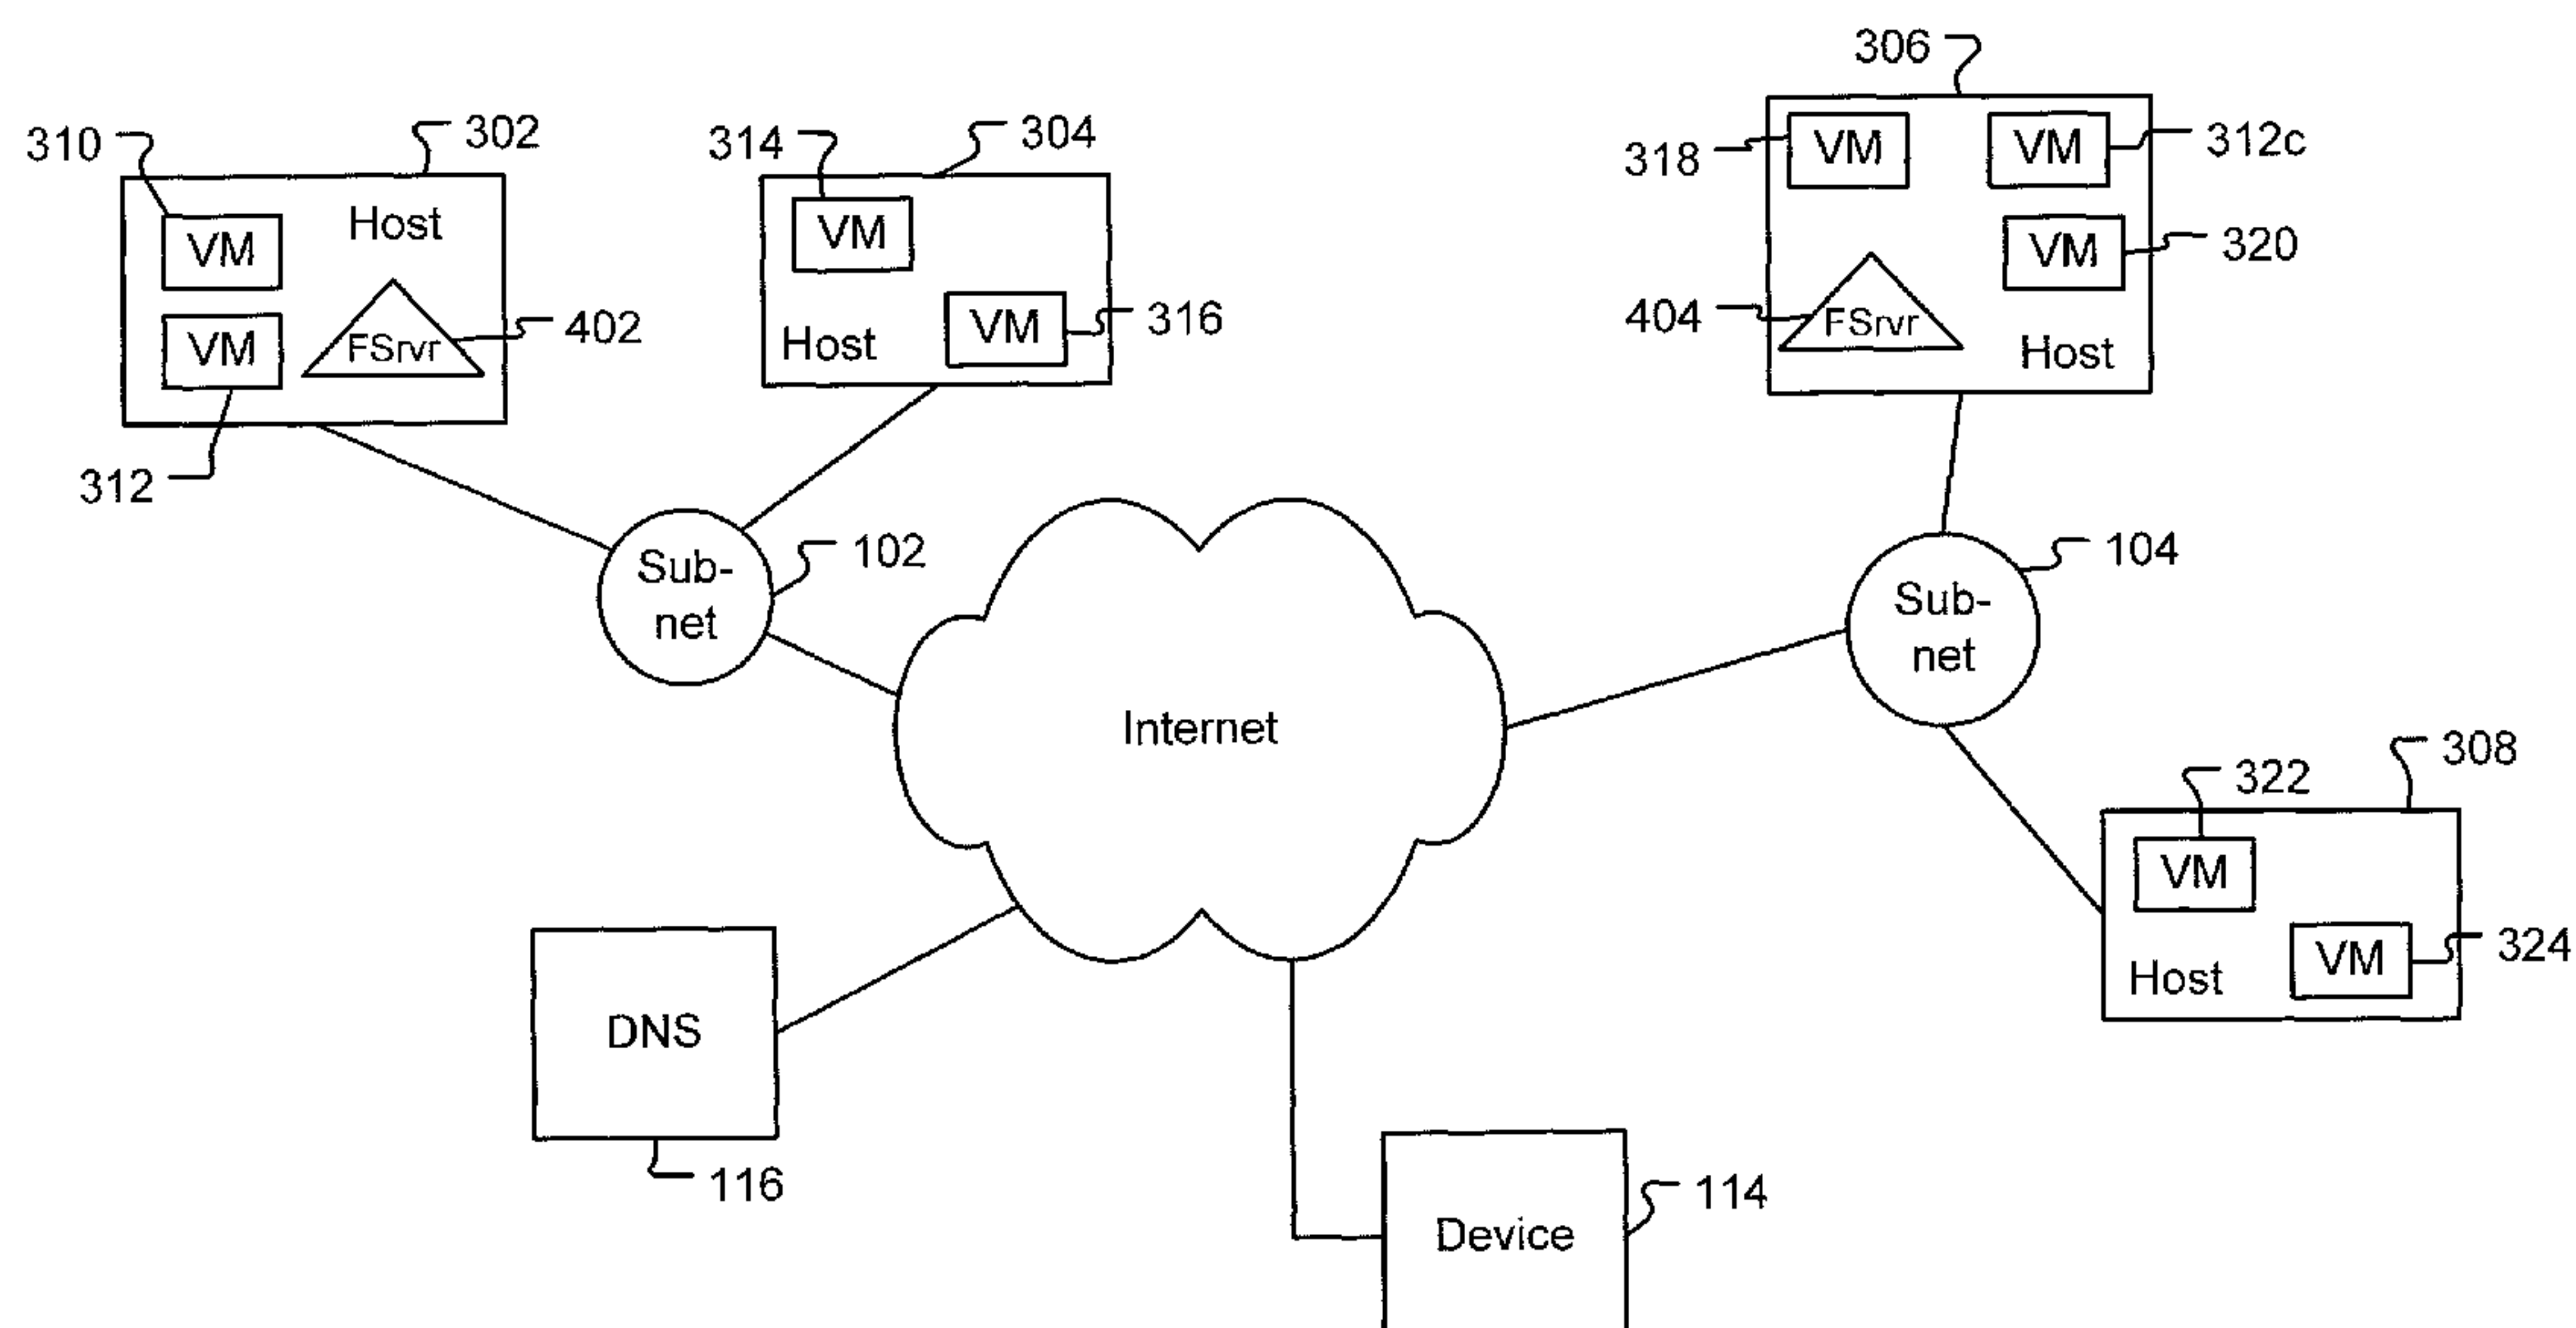 306
310
302
314
304
318
VM
VM
312c
VM
Host
VM
VM
320
VM
FSrvr
402
Host
VM
316
404
FSrvr
Host
312
Sub-
net
102
Sub-
net
104
Internet
308
322
VM
VM
324
Host
DNS
116
114
Device